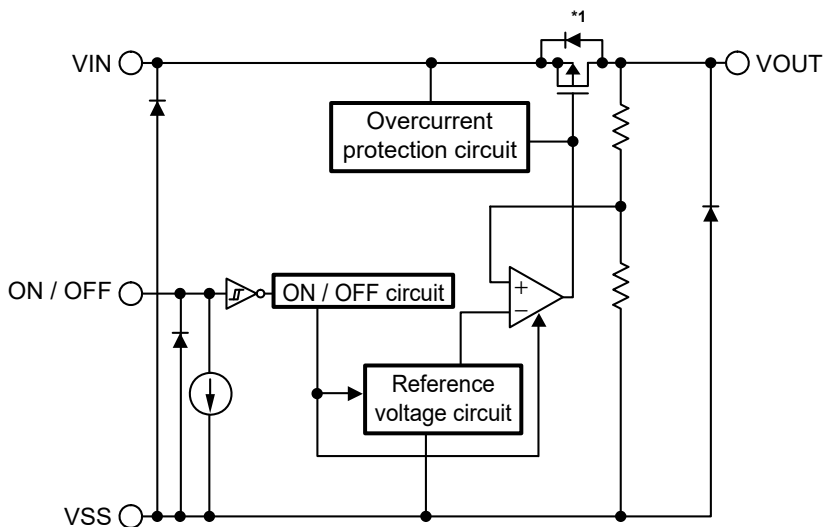 *1
VIN
VOUT
Overcurrent
protection circuit
ON / OFF
ON / OFF circuit
+
−
Reference
voltage circuit
VSS